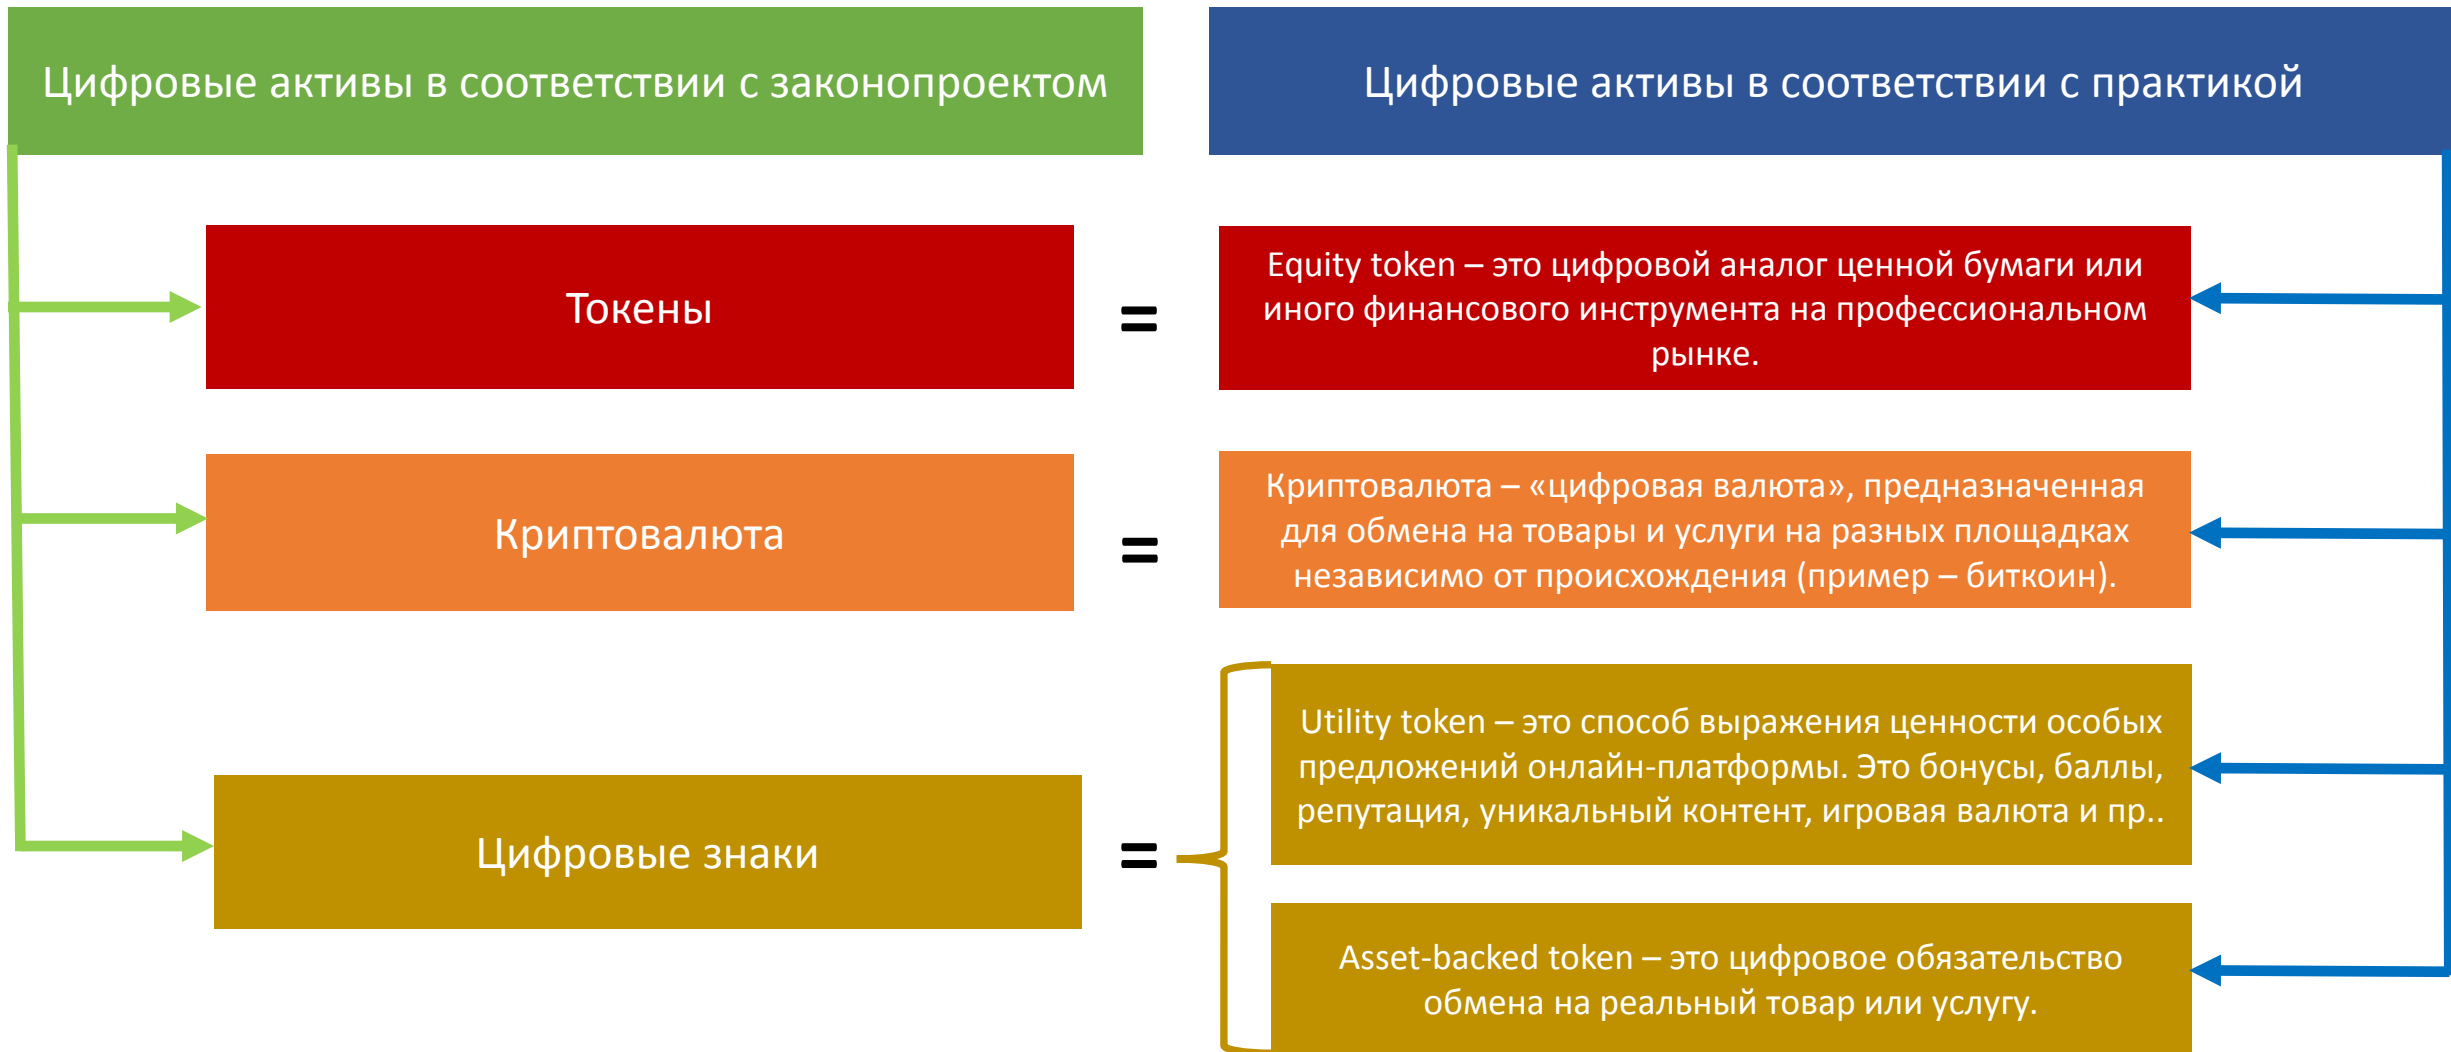 Цифровые активы в соответствии с законопроектом
Цифровые активы в соответствии с практикой
Токены
=
Equity token – это цифровой аналог ценной бумаги или
иного финансового инструмента на профессиональном
рынке.
Криптовалюта
=
Криптовалюта – «цифровая валюта», предназначенная
для обмена на товары и услуги на разных площадках
независимо от происхождения (пример – биткоин).
Цифровые знаки
=
Utility token – это способ выражения ценности особых
предложений онлайн-платформы. Это бонусы, баллы,
репутация, уникальный контент, игровая валюта и пр..
Asset-backed token – это цифровое обязательство
обмена на реальный товар или услугу.